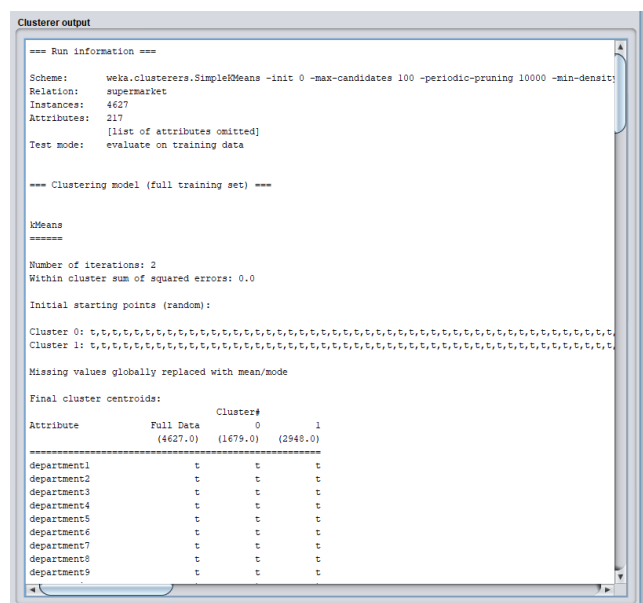 Clusterer output
=== Run information ===
Scheme: weka.clusterers.SimpleKMeans -init 0 -max-candidates 100 -periodic-pruning 10000 -min-density
Relation: supermarket
Instances: 4627
Attributes: 217
[list of attributes omitted]
Test mode: evaluate on training data
=== Clustering model (full training set) ===
kMeans
======
Number of iterations: 2
Within cluster sum of squared errors: 0.0
Initial starting points (random):
Cluster 0: t,t,t,t,t,t,t,t,t,t,t,t,t,t,t,t,t,t,t,t,t,t,t,t,t,t,t,t,t,t,t,t,t,t,t,t,t,t,t,t,t,t,t,t,t,t,t,t,
Cluster 1: t,t,t,t,t,t,t,t,t,t,t,t,t,t,t,t,t,t,t,t,t,t,t,t,t,t,t,t,t,t,t,t,t,t,t,t,t,t,t,t,t,t,t,t,t,t,t,t,
Missing values globally replaced with mean/mode
Final cluster centroids:
Cluster#
Attribute Full Data 0 1
(4627.0) (1679.0) (2948.0)
=====================================================
department1 t t t
department2 t t t
department3 t t t
department4 t t t
department5 t t t
department6 t t t
department7 t t t
department8 t t t
department9 t t t